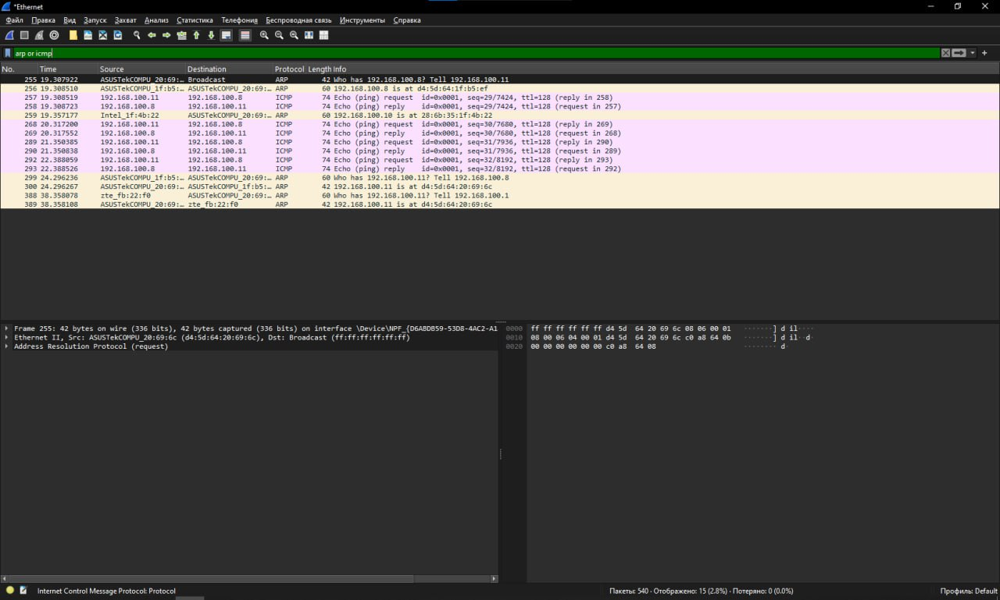 *Ethernet
Файл Правка Вид Запуск Захват Анализ Статистика Телефония Беспроводная связь Инструменты Справка
arp or icmp
No. Time Source Destination Protocol Length Info
255 19.307922 ASUSTekCOMPU_20:69:… Broadcast ARP 42 Who has 192.168.100.8? Tell 192.168.100.11
256 19.308510 ASUSTekCOMPU_1f:b5:… ASUSTekCOMPU_20:69:… ARP 60 192.168.100.8 is at d4:5d:64:1f:b5:ef
257 19.308519 192.168.100.11 192.168.100.8 ICMP 74 Echo (ping) request id=0x0001, seq=29/7424, ttl=128 (reply in 258)
258 19.308723 192.168.100.8 192.168.100.11 ICMP 74 Echo (ping) reply id=0x0001, seq=29/7424, ttl=128 (request in 257)
259 19.357177 Intel_1f:4b:22 ASUSTekCOMPU_20:69:… ARP 60 192.168.100.10 is at 28:6b:35:1f:4b:22
268 20.317200 192.168.100.11 192.168.100.8 ICMP 74 Echo (ping) request id=0x0001, seq=30/7680, ttl=128 (reply in 269)
269 20.317552 192.168.100.8 192.168.100.11 ICMP 74 Echo (ping) reply id=0x0001, seq=30/7680, ttl=128 (request in 268)
289 21.350385 192.168.100.11 192.168.100.8 ICMP 74 Echo (ping) request id=0x0001, seq=31/7936, ttl=128 (reply in 290)
290 21.350838 192.168.100.8 192.168.100.11 ICMP 74 Echo (ping) reply id=0x0001, seq=31/7936, ttl=128 (request in 289)
292 22.388059 192.168.100.11 192.168.100.8 ICMP 74 Echo (ping) request id=0x0001, seq=32/8192, ttl=128 (reply in 293)
293 22.388526 192.168.100.8 192.168.100.11 ICMP 74 Echo (ping) reply id=0x0001, seq=32/8192, ttl=128 (request in 292)
299 24.296236 ASUSTekCOMPU_1f:b5:… ASUSTekCOMPU_20:69:… ARP 60 Who has 192.168.100.11? Tell 192.168.100.8
300 24.296267 ASUSTekCOMPU_20:69:… ASUSTekCOMPU_1f:b5:… ARP 42 192.168.100.11 is at d4:5d:64:20:69:6c
388 38.358078 zte_fb:22:f0 ASUSTekCOMPU_20:69:… ARP 60 Who has 192.168.100.11? Tell 192.168.100.1
389 38.358108 ASUSTekCOMPU_20:69:… zte_fb:22:f0 ARP 42 192.168.100.11 is at d4:5d:64:20:69:6c
Frame 255: 42 bytes on wire (336 bits), 42 bytes captured (336 bits) on interface \Device\NPF_{D6ABDB59-53D8-4AC2-A1
Ethernet II, Src: ASUSTekCOMPU_20:69:6c (d4:5d:64:20:69:6c), Dst: Broadcast (ff:ff:ff:ff:ff:ff)
Address Resolution Protocol (request)
0000 ff ff ff ff ff ff d4 5d 64 20 69 6c 08 06 00 01 ·······] d il····
0010 08 00 06 04 00 01 d4 5d 64 20 69 6c c0 a8 64 0b ·······] d il··d·
0020 00 00 00 00 00 00 c0 a8 64 08 ········ d·
Internet Control Message Protocol: Protocol
Пакеты: 540 · Отображено: 15 (2.8%) · Потеряно: 0 (0.0%)
Профиль: Default